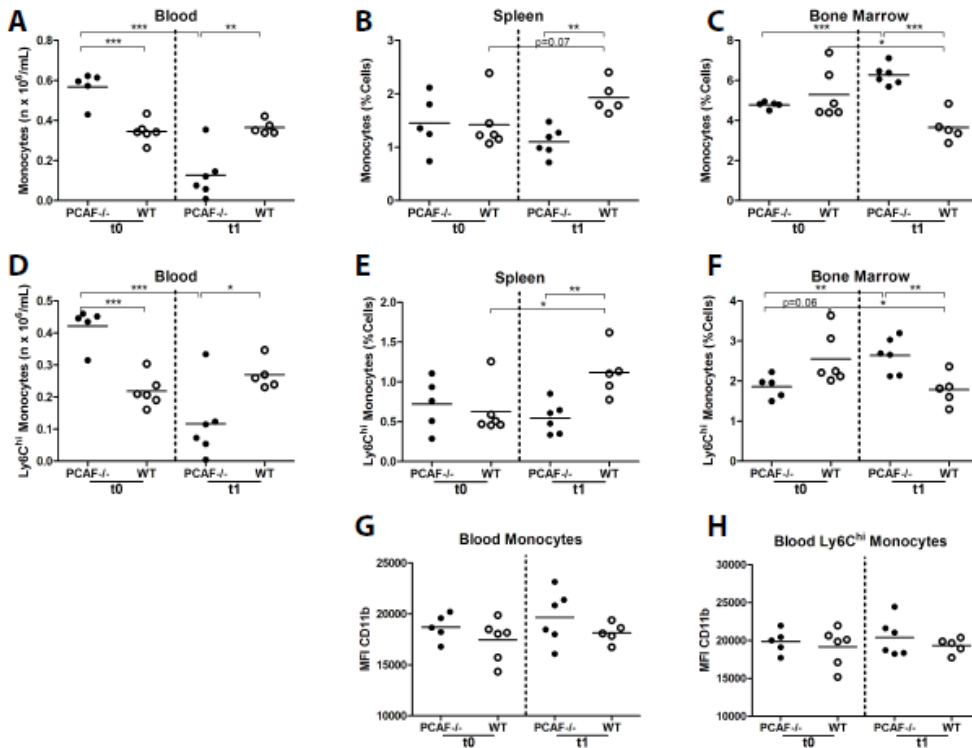 A
Blood
***
***
**
Monocytes (n x 10⁶/mL)
0.8
0.6
0.4
0.2
0.0
PCAF-/- WT PCAF-/- WT
t0 t1
B
Spleen
**
p=0.07
Monocytes (%Cells)
3
2
1
0
PCAF-/- WT PCAF-/- WT
t0 t1
C
Bone Marrow
*** ***
*
Monocytes (%Cells)
8
6
4
2
0
PCAF-/- WT PCAF-/- WT
t0 t1
D
Blood
*** *
***
Ly6Cʰⁱ Monocytes (n x 10⁶/mL)
0.5
0.4
0.3
0.2
0.1
0.0
PCAF-/- WT PCAF-/- WT
t0 t1
E
Spleen
**
*
Ly6Cʰⁱ Monocytes (%Cells)
2.0
1.5
1.0
0.5
0.0
PCAF-/- WT PCAF-/- WT
t0 t1
F
Bone Marrow
** **
p=0.06 *
Ly6Cʰⁱ Monocytes (%Cells)
4
3
2
1
0
PCAF-/- WT PCAF-/- WT
t0 t1
G
Blood Monocytes
MFI CD11b
25000
20000
15000
10000
PCAF-/- WT PCAF-/- WT
t0 t1
H
Blood Ly6Cʰⁱ Monocytes
MFI CD11b
30000
25000
20000
15000
10000
PCAF-/- WT PCAF-/- WT
t0 t1